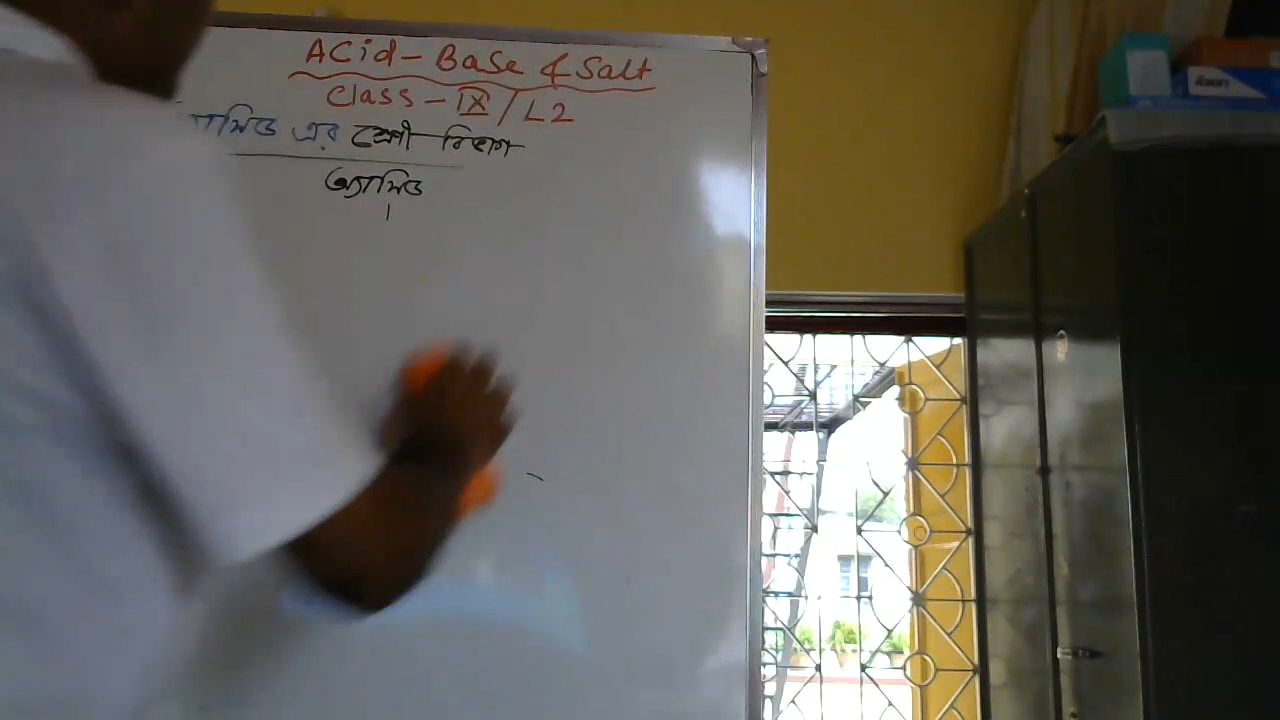 ACid - Base & Salt
Class - IX / L2
্যাসিড এর শ্রেণী বিভাগ
অ্যাসিড